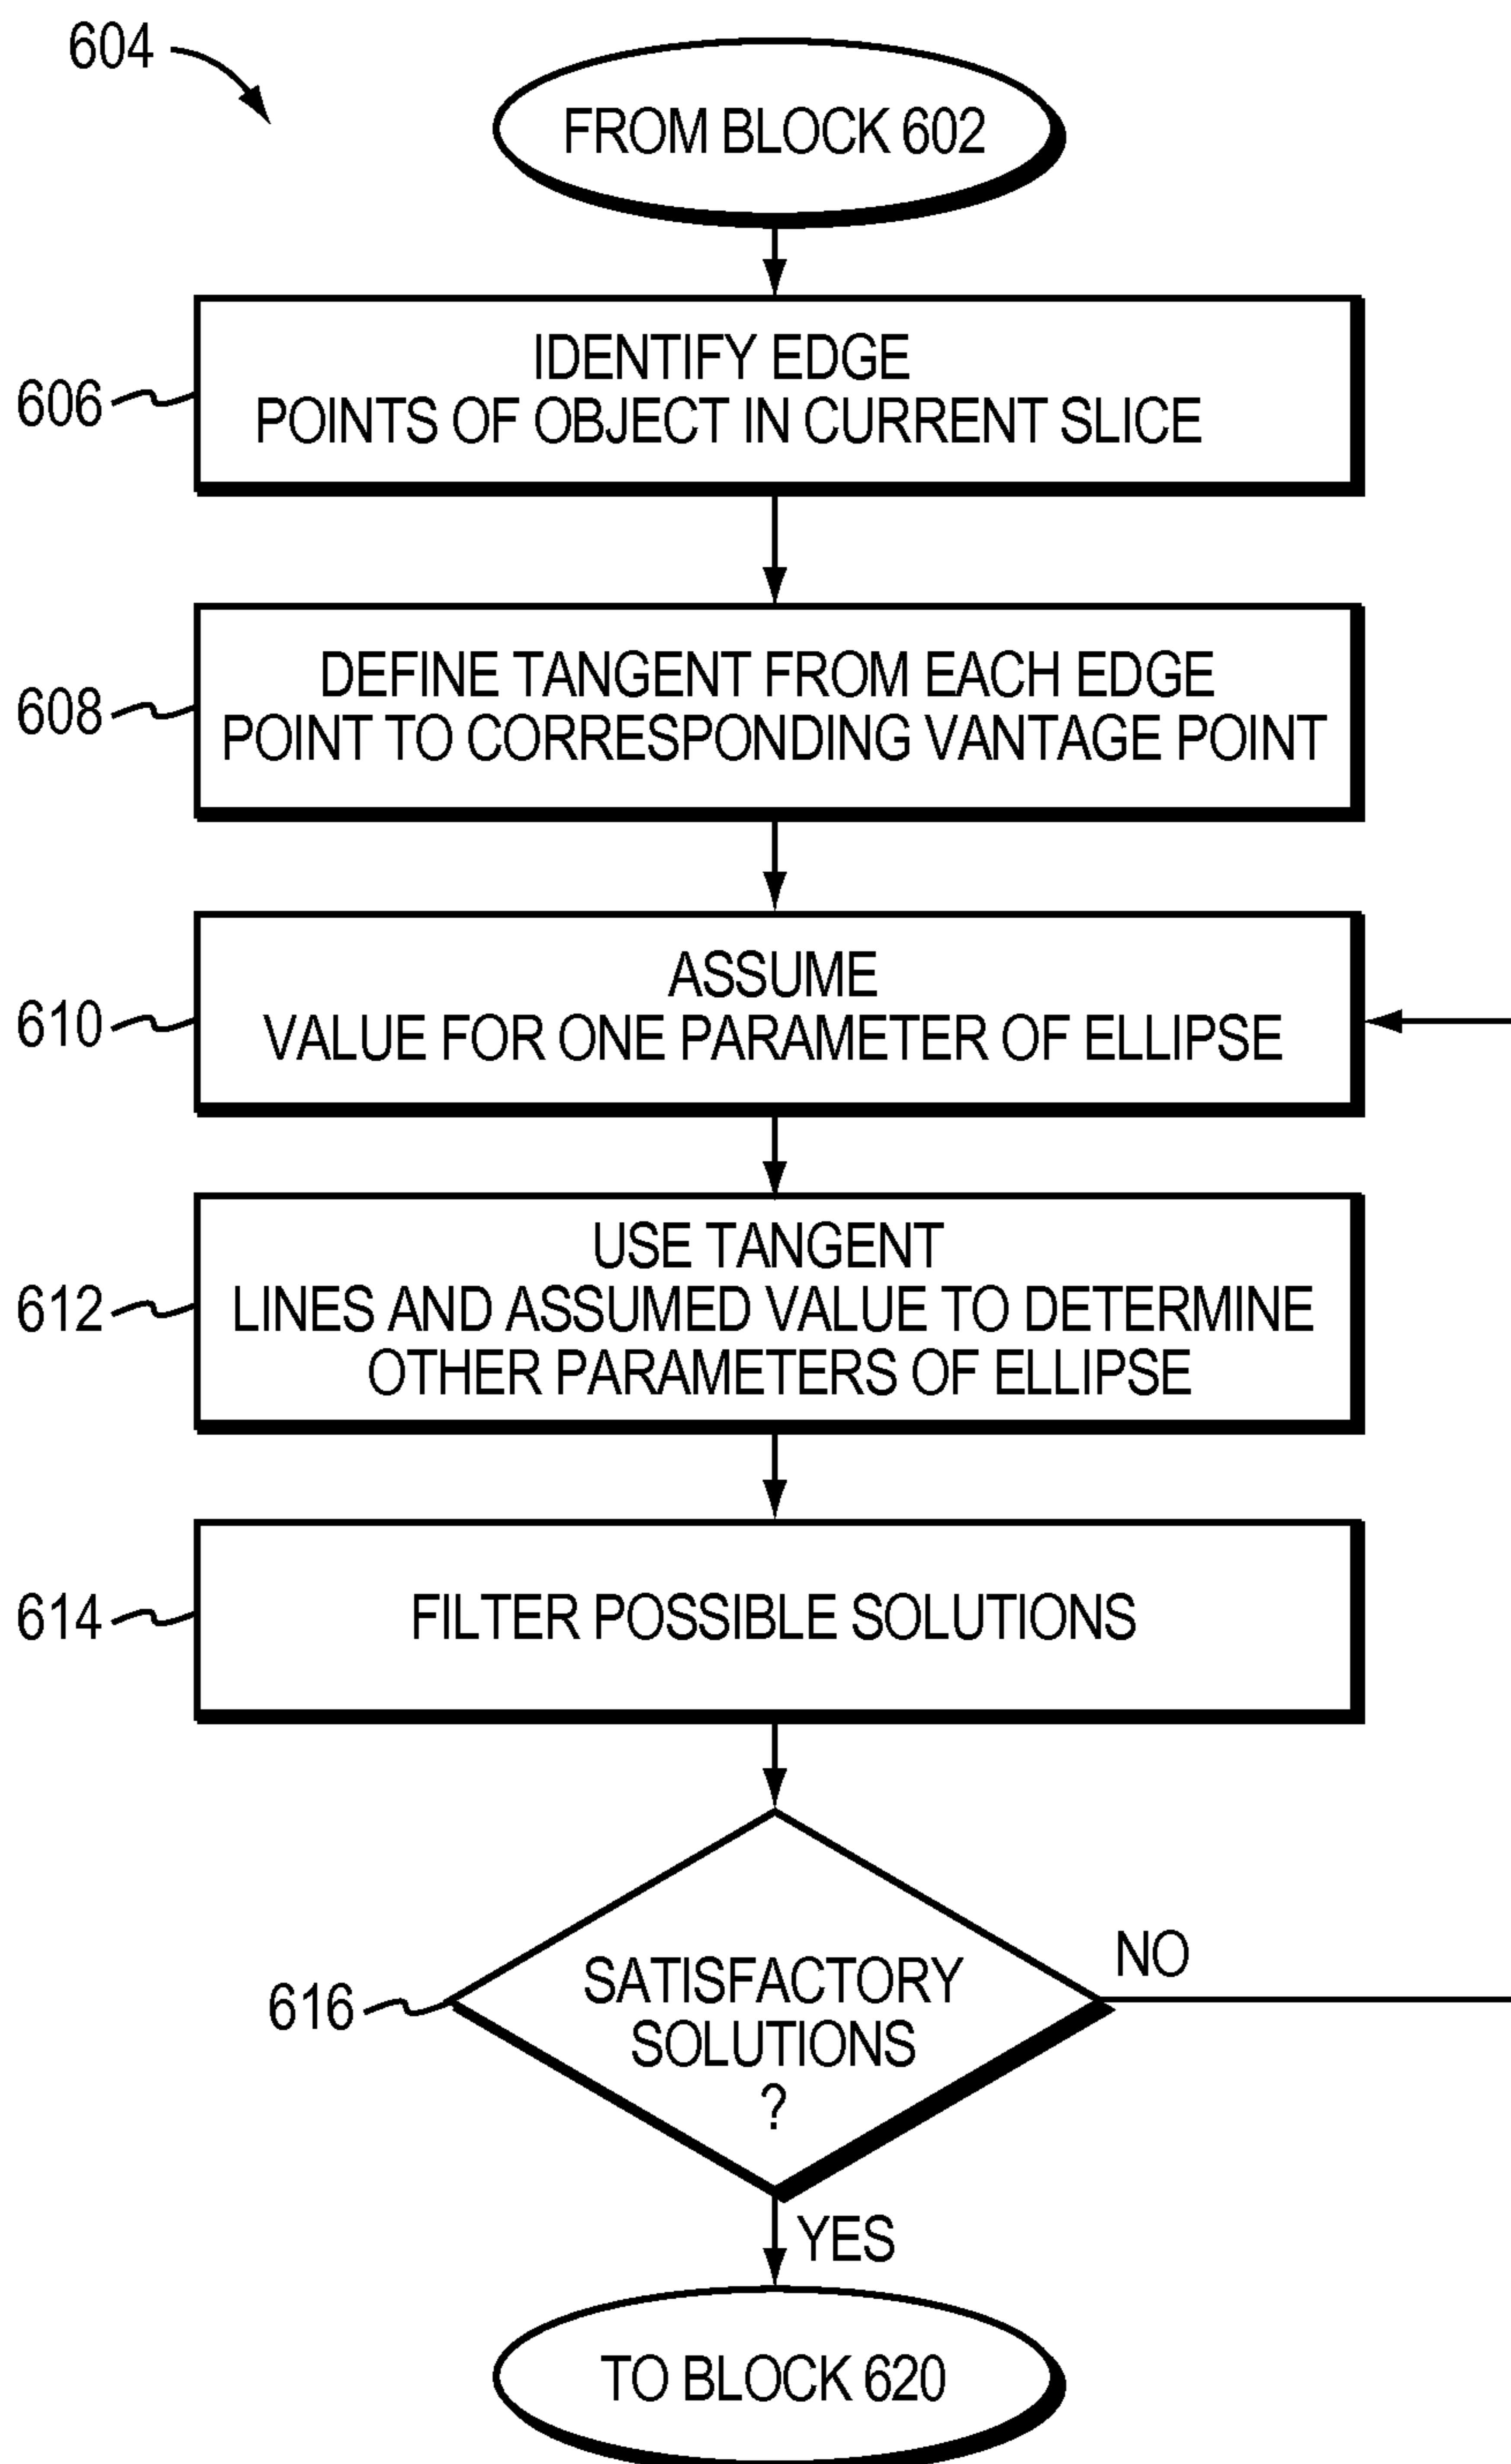 604
FROM BLOCK 602
IDENTIFY EDGE
606
POINTS OF OBJECT IN CURRENT SLICE
DEFINE TANGENT FROM EACH EDGE
608
POINT TO CORRESPONDING VANTAGE POINT
ASSUME
610
VALUE FOR ONE PARAMETER OF ELLIPSE
USE TANGENT
612
LINES AND ASSUMED VALUE TO DETERMINE
OTHER PARAMETERS OF ELLIPSE
614
FILTER POSSIBLE SOLUTIONS
NO
616
SATISFACTORY
SOLUTIONS
?
YES
TO BLOCK 620